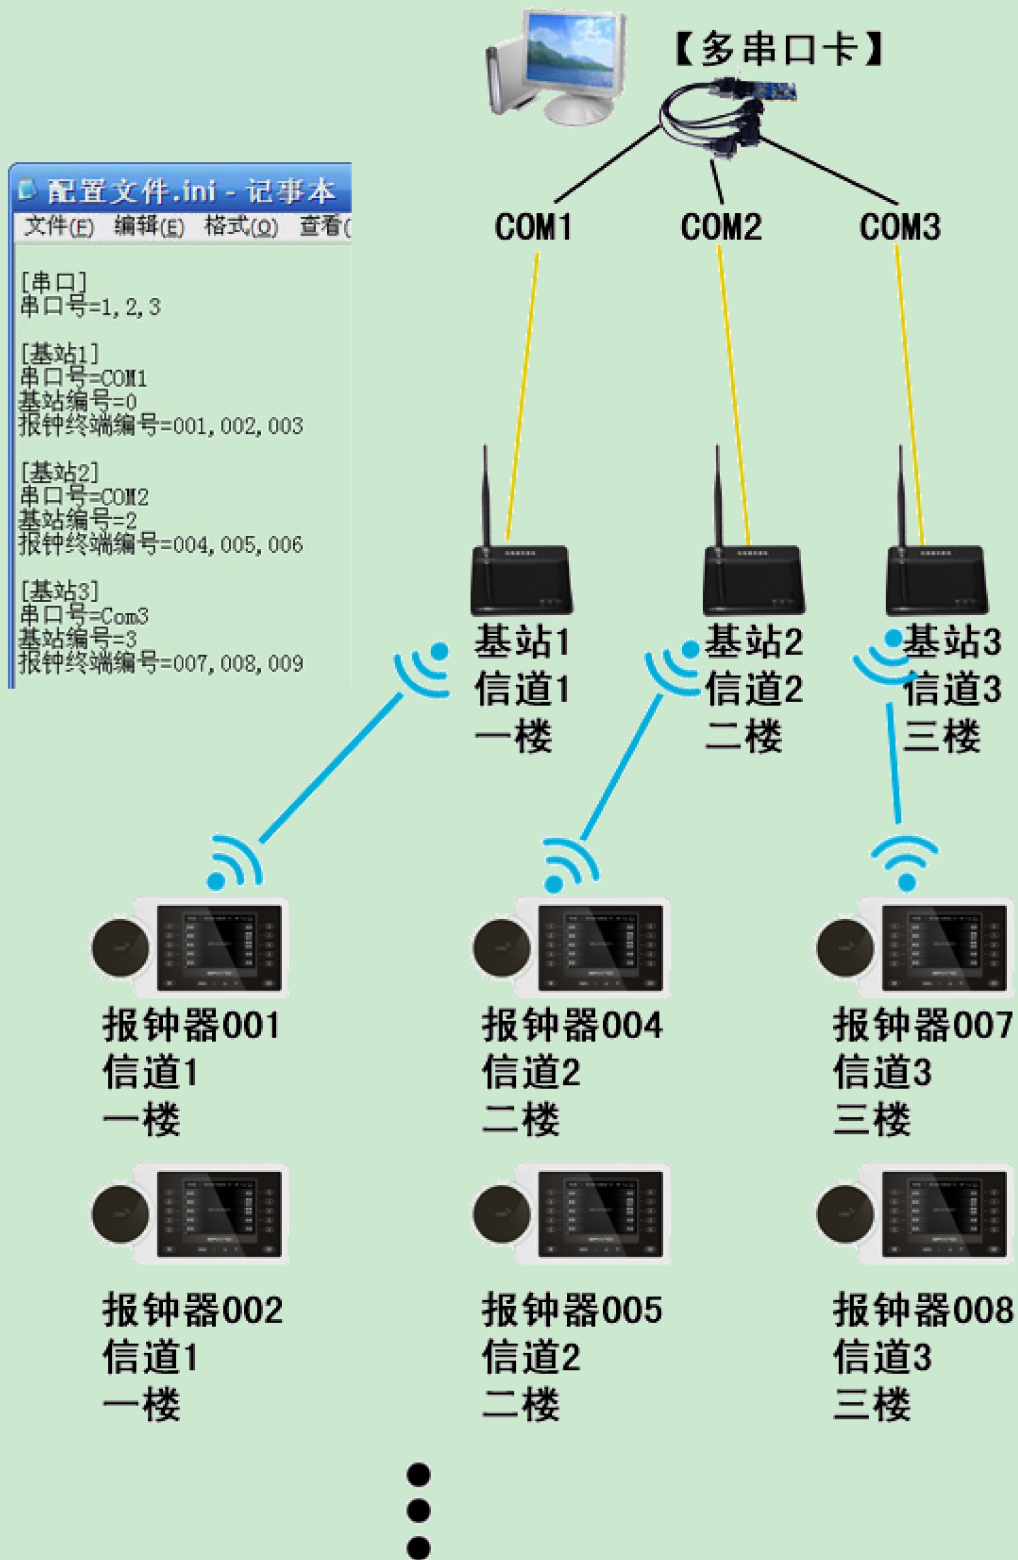 【多串口卡】
COM1
COM2
COM3
配置文件.ini - 记事本
文件(F) 编辑(E) 格式(O) 查看(
[串口]
串口号=1,2,3
[基站1]
串口号=COM1
基站编号=0
报钟终端编号=001,002,003
[基站2]
串口号=COM2
基站编号=2
报钟终端编号=004,005,006
[基站3]
串口号=Com3
基站编号=3
报钟终端编号=007,008,009
基站1
信道1
一楼
基站2
信道2
二楼
基站3
信道3
三楼
报钟器001
信道1
一楼
报钟器004
信道2
二楼
报钟器007
信道3
三楼
报钟器002
信道1
一楼
报钟器005
信道2
二楼
报钟器008
信道3
三楼